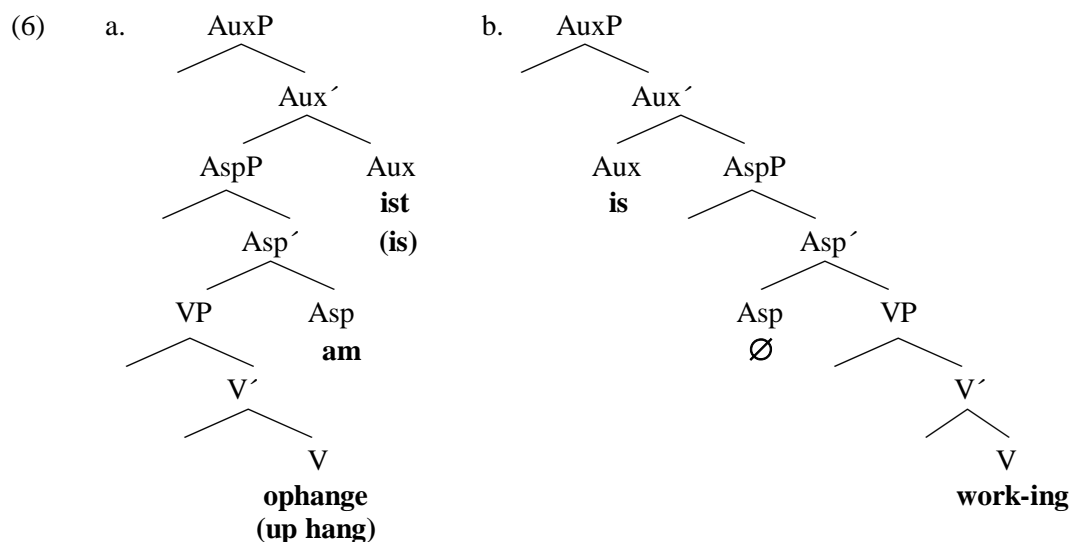 (6) a. AuxP b. AuxP
Aux´ Aux´
AspP Aux Aux AspP
ist is
(is)
Asp´ Asp´
VP Asp Asp VP
am ∅
V´ V´
V V
ophange work-ing
(up hang)